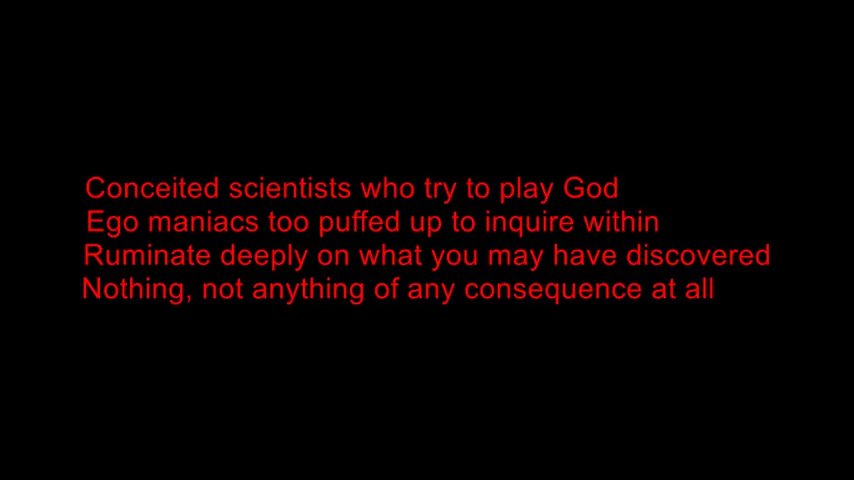 Conceited scientists who try to play God
Ego maniacs too puffed up to inquire within
Ruminate deeply on what you may have discovered
Nothing, not anything of any consequence at all